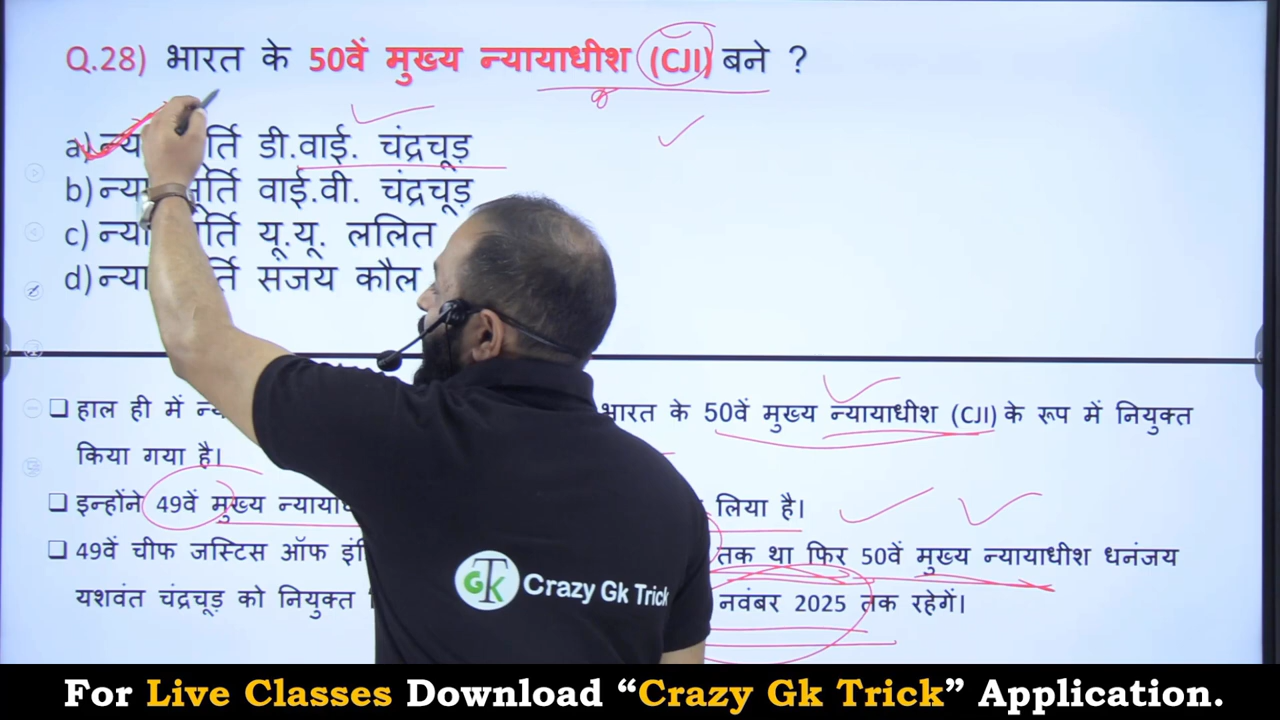 Q.28) भारत के 50वें मुख्य न्यायाधीश (CJI) बने ?
a) न्या र्ति डी.वाई. चंद्रचूड़
b) न्या र्ति वाई.वी. चंद्रचूड़
c) न्या र्ति यू.यू. ललित
d) न्या र्ति संजय कौल
हाल ही में भारत के 50वें मुख्य न्यायाधीश (CJI) के रूप में नियुक्त
किया गया है।
इन्होंने 49वें मुख्य लिया है।
49वें चीफ जस्टिस ऑफ तक था फिर 50वें मुख्य न्यायाधीश धनंजय
यशवंत चंद्रचूड़ को नियुक्त नवंबर 2025 तक रहेगें।
GTK Crazy Gk Trick
For Live Classes Download “Crazy Gk Trick” Application.